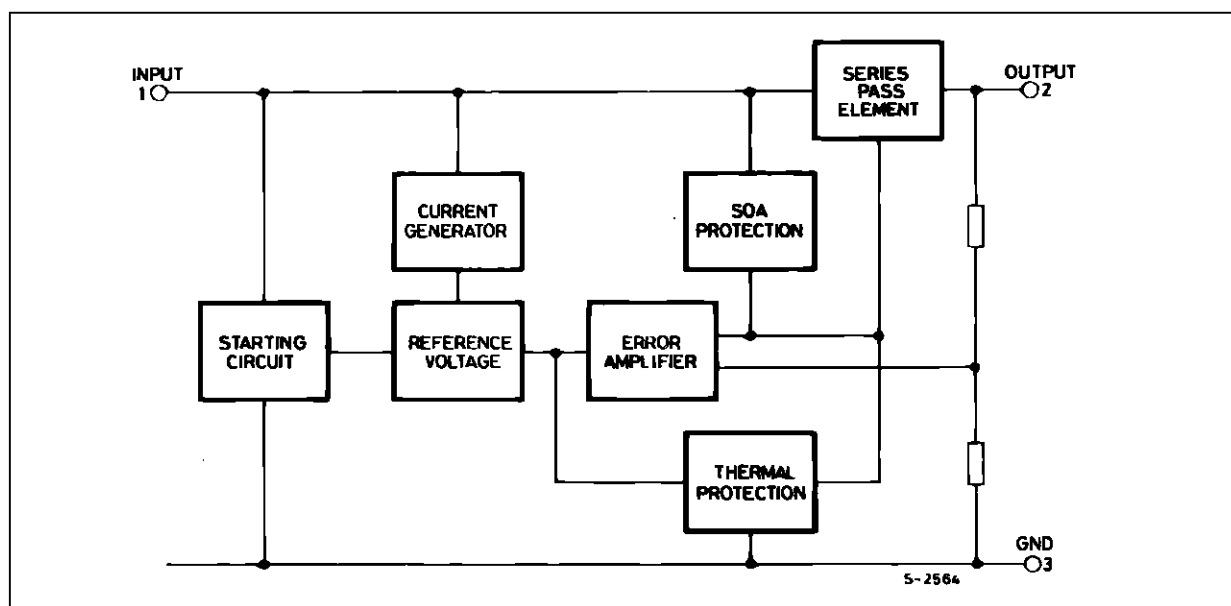 INPUT
1
SERIES
PASS
ELEMENT
OUTPUT
2
CURRENT
GENERATOR
SOA
PROTECTION
STARTING
CIRCUIT
REFERENCE
VOLTAGE
ERROR
AMPLIFIER
THERMAL
PROTECTION
GND
3
S-2564